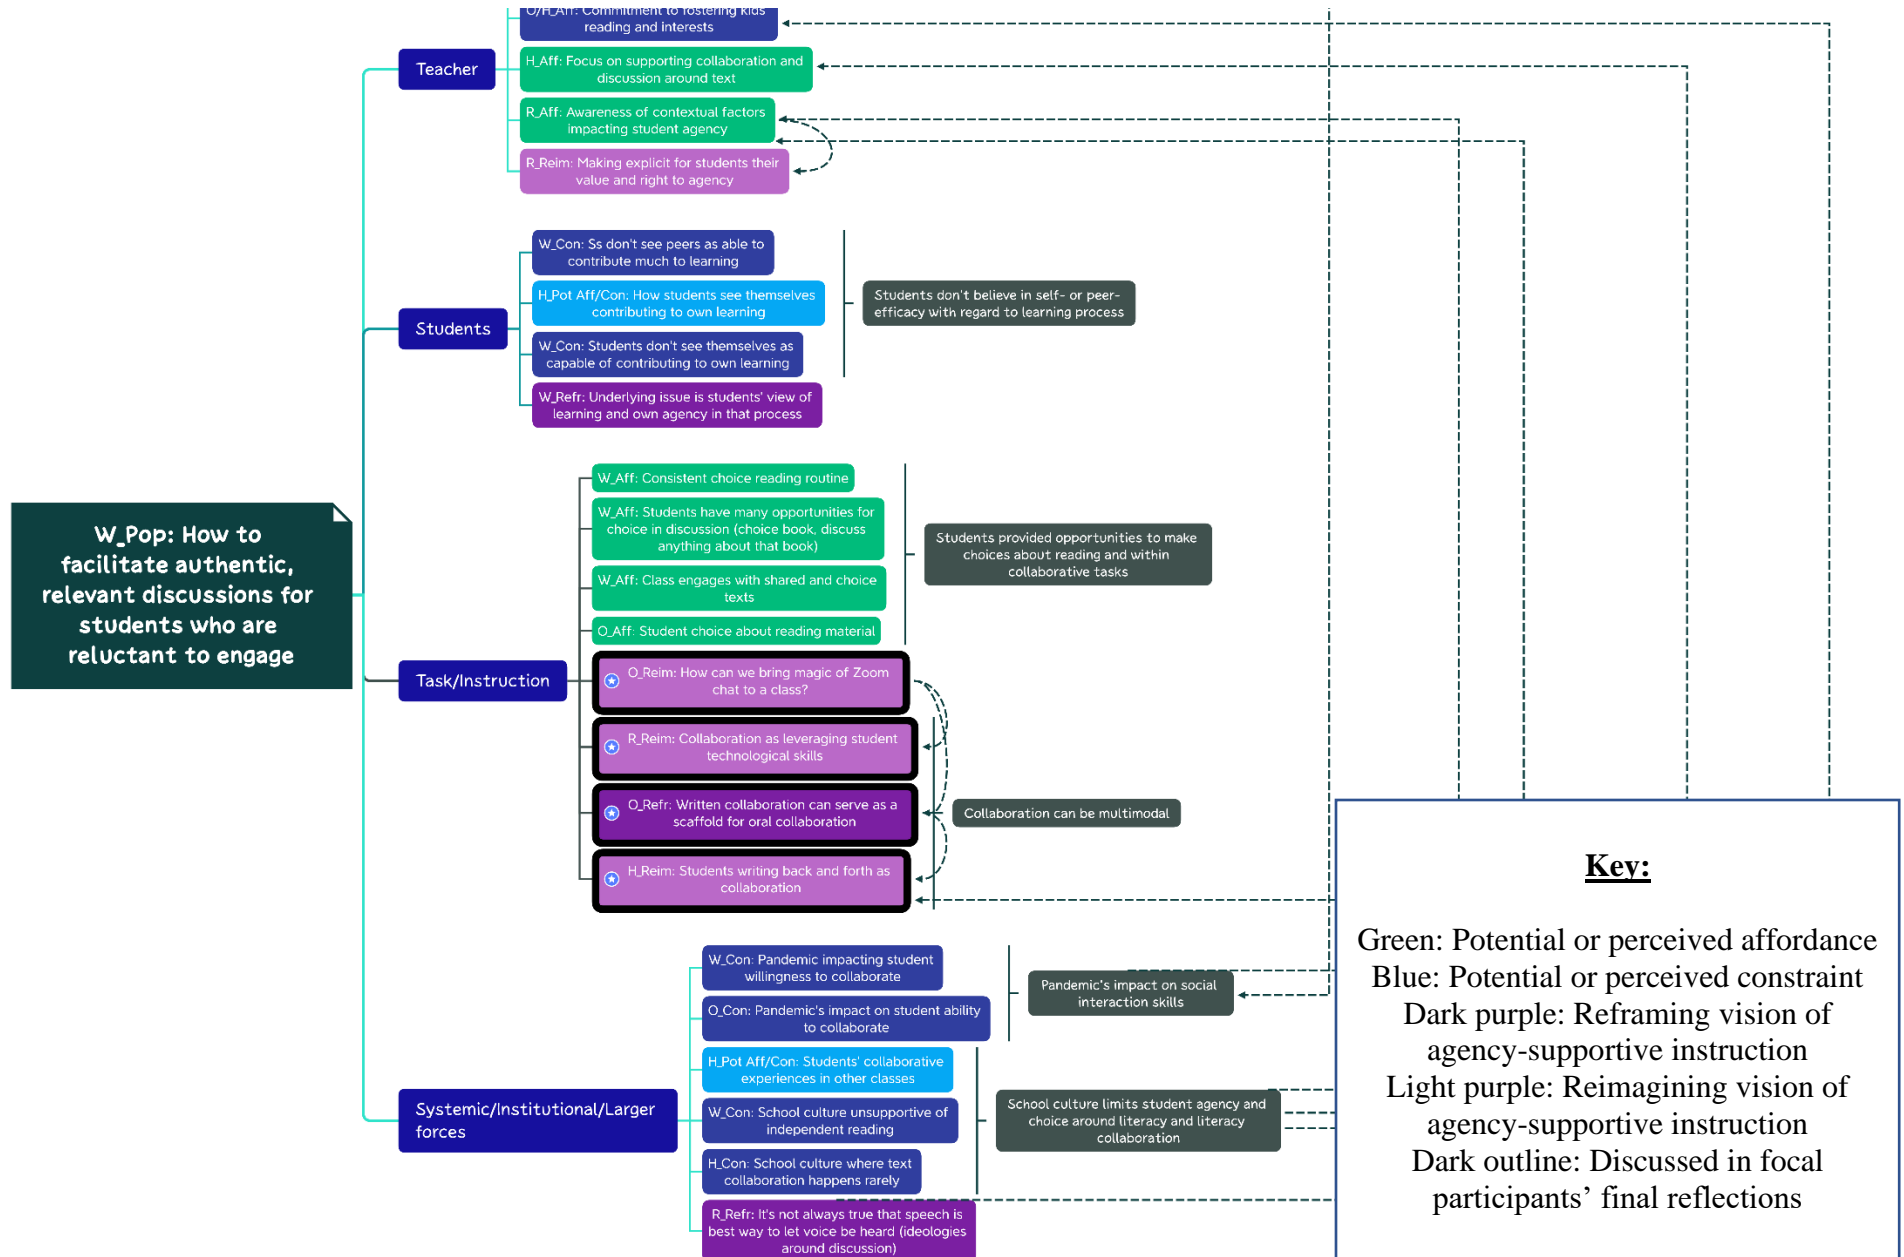 O/H_Aff: Commitment to fostering kids
reading and interests
Teacher
H_Aff: Focus on supporting collaboration and
discussion around text
R_Aff: Awareness of contextual factors
impacting student agency
R_Reim: Making explicit for students their
value and right to agency
Students
W_Con: Ss don't see peers as able to
contribute much to learning
H_Pot Aff/Con: How students see themselves
contributing to own learning
W_Con: Students don't see themselves as
capable of contributing to own learning
W_Refr: Underlying issue is students' view of
learning and own agency in that process
Students don't believe in self- or peer-
efficacy with regard to learning process
W_Pop: How to
facilitate authentic,
relevant discussions for
students who are
reluctant to engage
Task/Instruction
W_Aff: Consistent choice reading routine
W_Aff: Students have many opportunities for
choice in discussion (choice book, discuss
anything about that book)
W_Aff: Class engages with shared and choice
texts
O_Aff: Student choice about reading material
Students provided opportunities to make
choices about reading and within
collaborative tasks
O_Reim: How can we bring magic of Zoom
chat to a class?
R_Reim: Collaboration as leveraging student
technological skills
O_Refr: Written collaboration can serve as a
scaffold for oral collaboration
H_Reim: Students writing back and forth as
collaboration
Collaboration can be multimodal
Systemic/Institutional/Larger
forces
W_Con: Pandemic impacting student
willingness to collaborate
O_Con: Pandemic's impact on student ability
to collaborate
Pandemic's impact on social
interaction skills
H_Pot Aff/Con: Students' collaborative
experiences in other classes
W_Con: School culture unsupportive of
independent reading
H_Con: School culture where text
collaboration happens rarely
School culture limits student agency and
choice around literacy and literacy
collaboration
R_Refr: It's not always true that speech is
best way to let voice be heard (ideologies
around discussion)
Key:
Green: Potential or perceived affordance
Blue: Potential or perceived constraint
Dark purple: Reframing vision of
agency-supportive instruction
Light purple: Reimagining vision of
agency-supportive instruction
Dark outline: Discussed in focal
participants’ final reflections